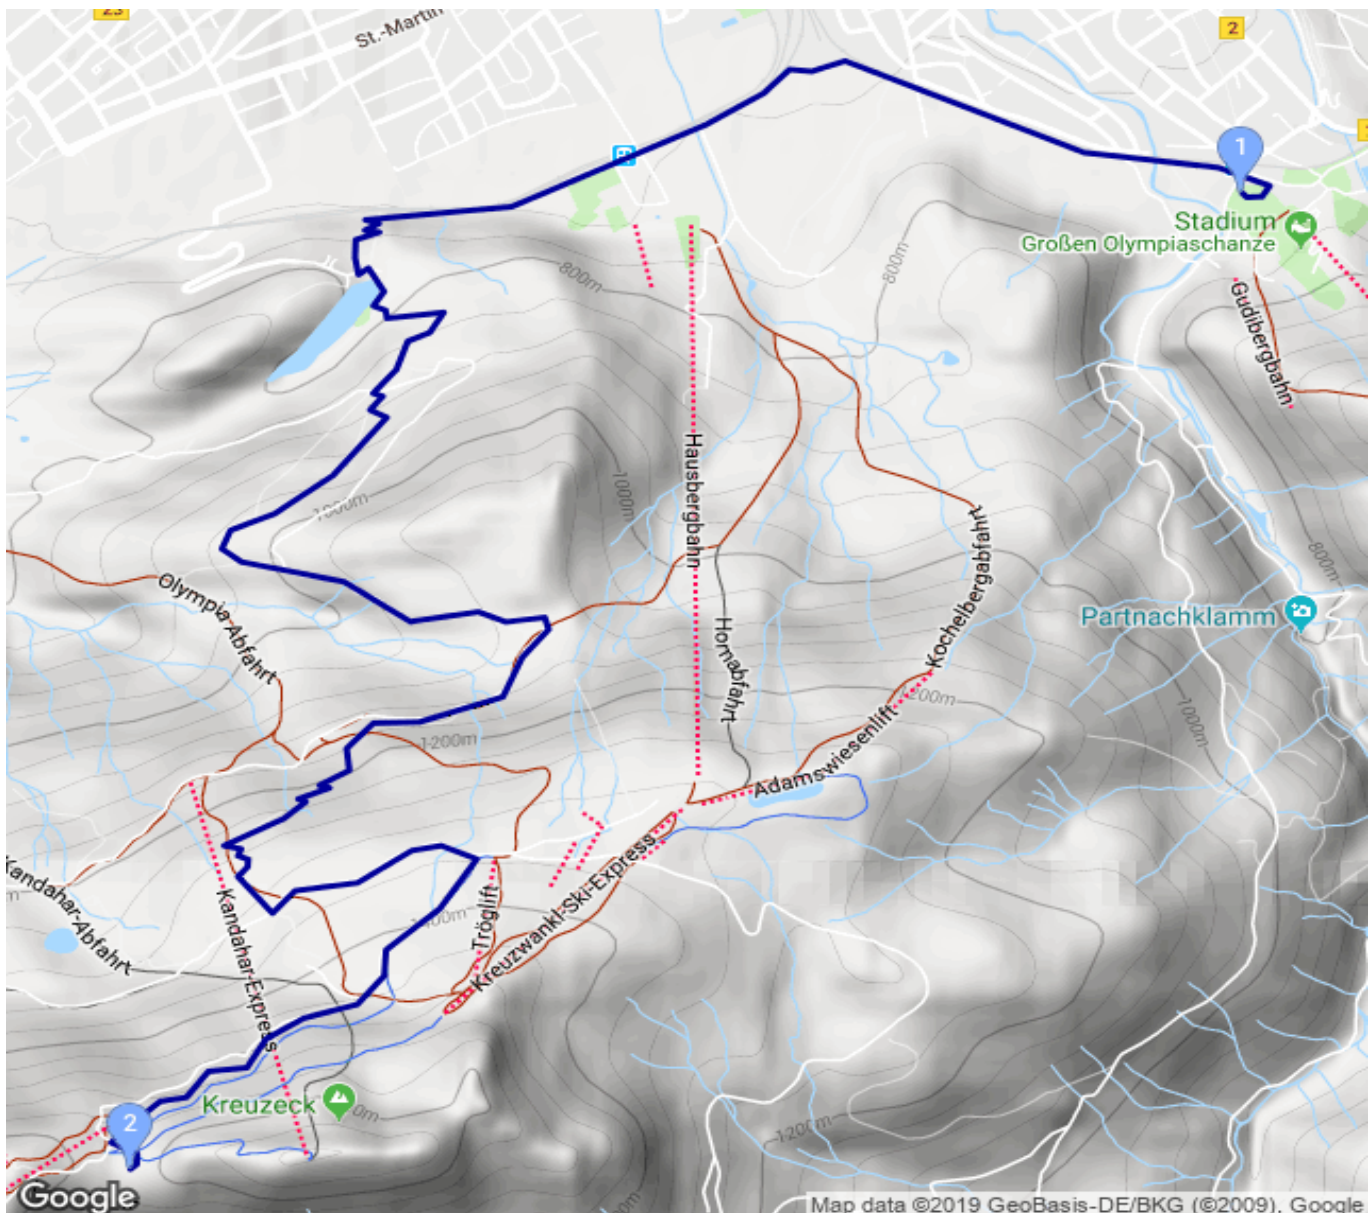 23
St.-Martin
2
1
Stadium
Großen Olympiaschanze
800m
800m
Gudibergbahn
Hausbergbahn
1000m
1000m
Kochelbergabfahrt
800m
Olympia-Abfahrt
Partnachklamm
Hornabfahrt
1200m
1200m
1000m
Adamswiesenlift
Kreuzwankl-Ski-Express
Kandahar-Abfahrt
Kandahar-Express
Tröglift
Kreuzeck
2
1200m
Google
Map data ©2019 GeoBasis-DE/BKG (©2009), Google